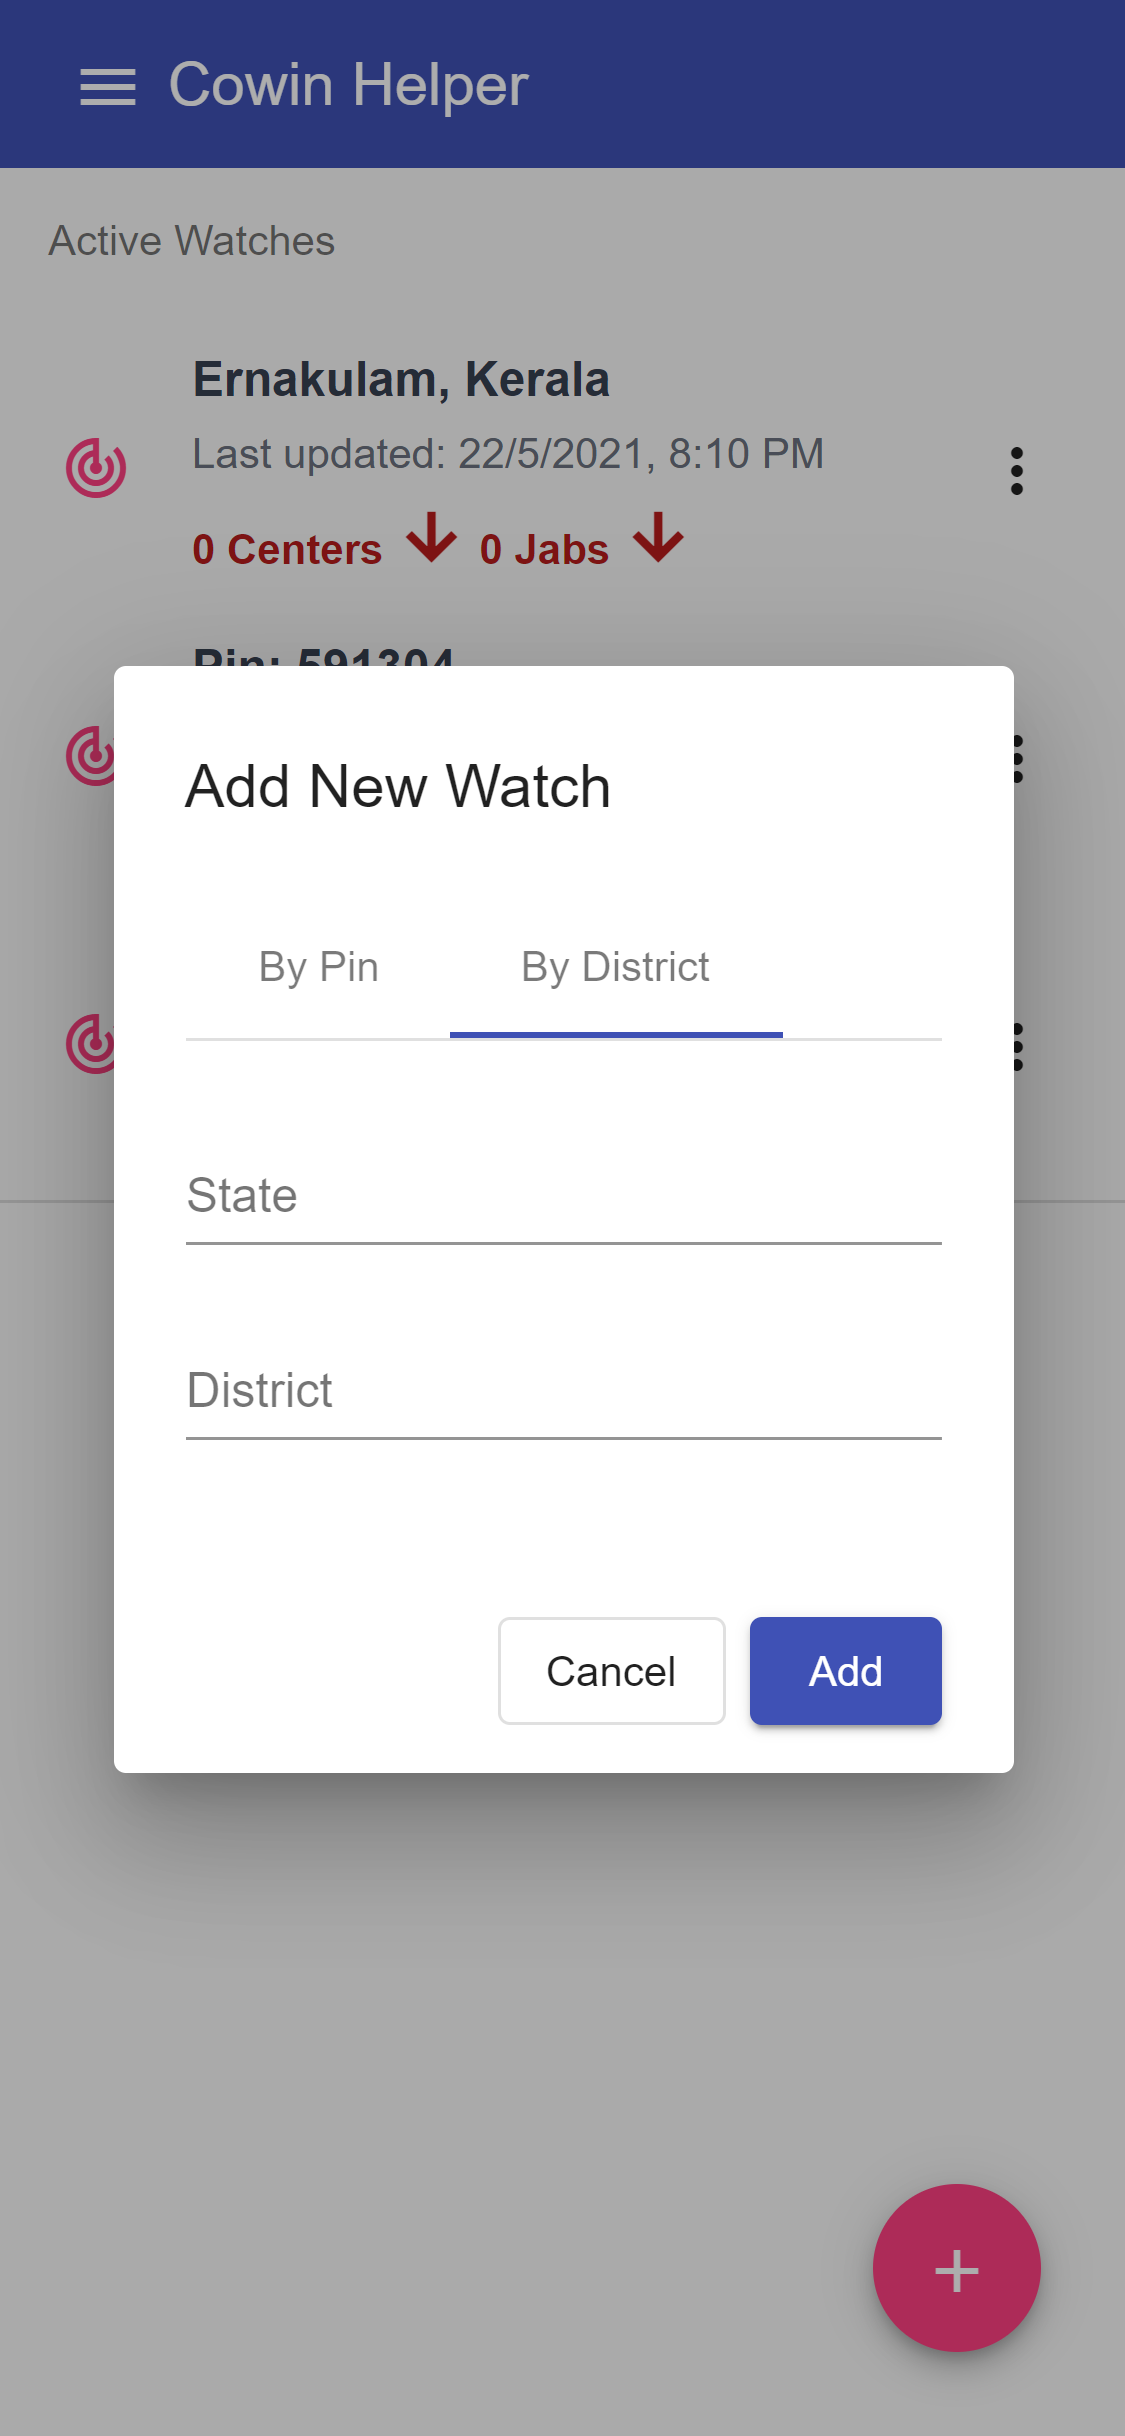 Cowin Helper
Active Watches
Ernakulam, Kerala
Last updated: 22/5/2021, 8:10 PM
0 Centers 0 Jabs
Pin: 591304
Add New Watch
By Pin By District
State
District
Cancel Add